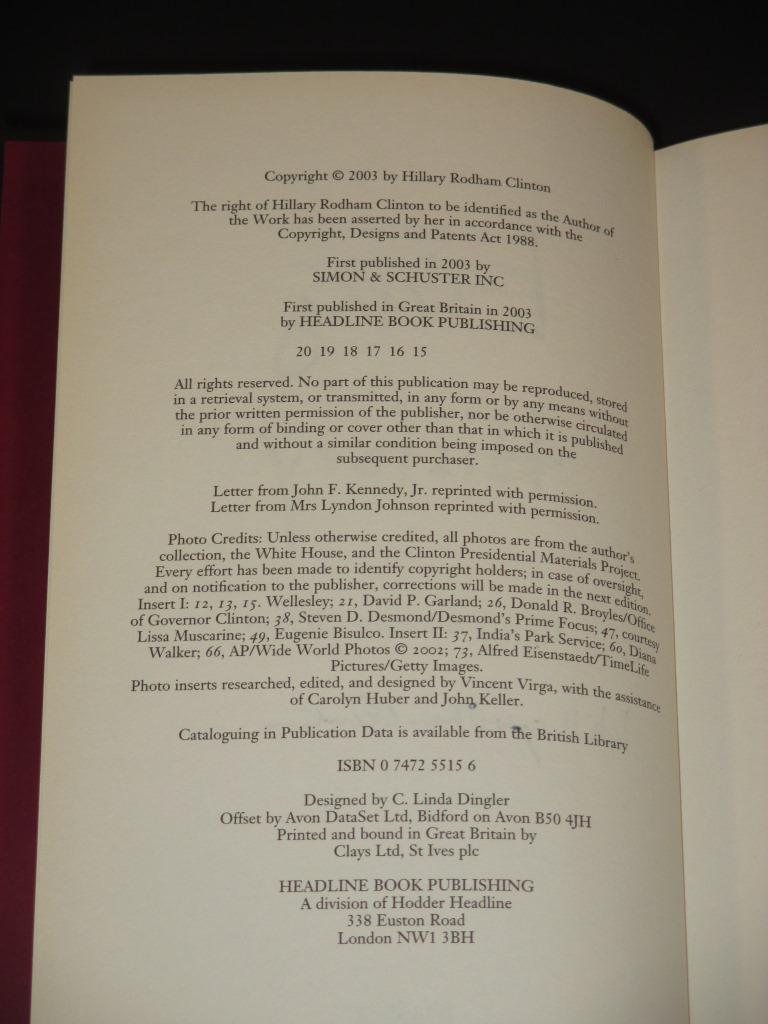 Copyright © 2003 by Hillary Rodham Clinton
The right of Hillary Rodham Clinton to be identified as the Author of
the Work has been asserted by her in accordance with the
Copyright, Designs and Patents Act 1988.
First published in 2003 by
SIMON & SCHUSTER INC
First published in Great Britain in 2003
by HEADLINE BOOK PUBLISHING
20 19 18 17 16 15
All rights reserved. No part of this publication may be reproduced, stored
in a retrieval system, or transmitted, in any form or by any means without
the prior written permission of the publisher, nor be otherwise circulated
in any form of binding or cover other than that in which it is published
and without a similar condition being imposed on the
subsequent purchaser.
Letter from John F. Kennedy, Jr. reprinted with permission.
Letter from Mrs Lyndon Johnson reprinted with permission.
Photo Credits: Unless otherwise credited, all photos are from the author's
collection, the White House, and the Clinton Presidential Materials Project.
Every effort has been made to identify copyright holders; in case of oversight,
and on notification to the publisher, corrections will be made in the next edition.
Insert I: 12, 13, 15. Wellesley; 21, David P. Garland; 26, Donald R. Broyles/Office
of Governor Clinton; 38, Steven D. Desmond/Desmond's Prime Focus; 47, courtesy
Lissa Muscarine; 49, Eugenie Bisulco. Insert II: 37, India's Park Service; 60, Diana
Walker; 66, AP/Wide World Photos © 2002; 73, Alfred Eisenstaedt/TimeLife
Pictures/Getty Images.
Photo inserts researched, edited, and designed by Vincent Virga, with the assistance
of Carolyn Huber and John Keller.
Cataloguing in Publication Data is available from the British Library
ISBN 0 7472 5515 6
Designed by C. Linda Dingler
Offset by Avon DataSet Ltd, Bidford on Avon B50 4JH
Printed and bound in Great Britain by
Clays Ltd, St Ives plc
HEADLINE BOOK PUBLISHING
A division of Hodder Headline
338 Euston Road
London NW1 3BH